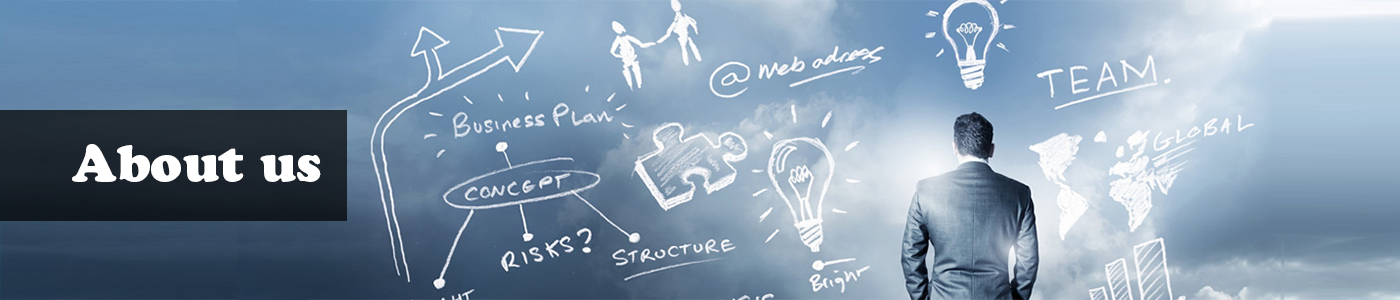 About us
Business Plan
CONCEPT
RISKS?
STRUCTURE
@ Web adress
Bright
TEAM.
GLOBAL